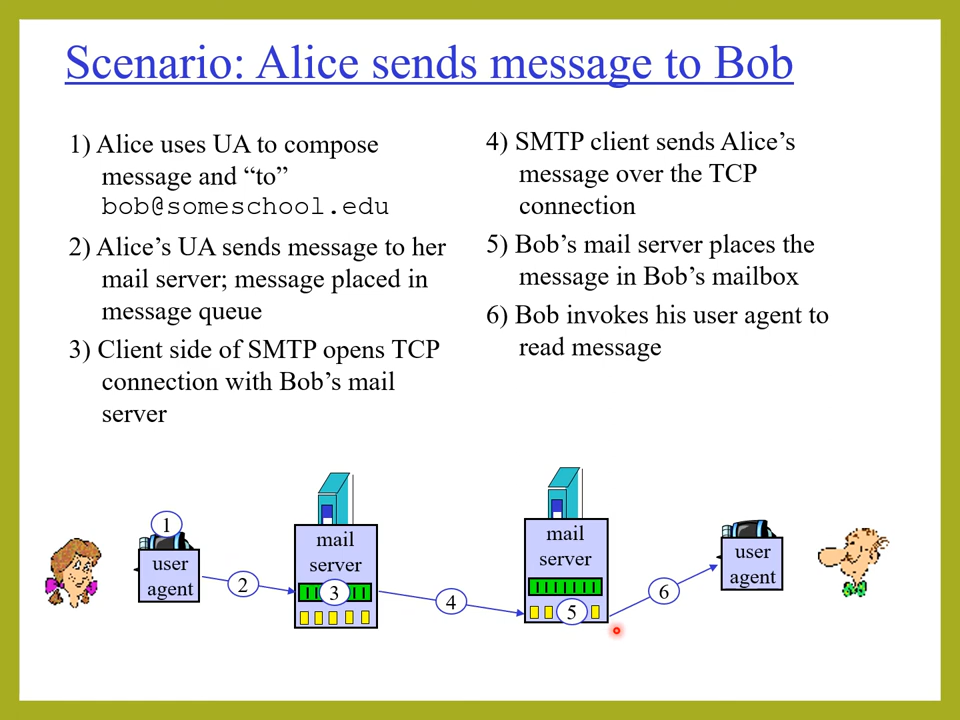 Scenario: Alice sends message to Bob
1) Alice uses UA to compose
message and “to”
bob@someschool.edu
2) Alice’s UA sends message to her
mail server; message placed in
message queue
3) Client side of SMTP opens TCP
connection with Bob’s mail
server
4) SMTP client sends Alice’s
message over the TCP
connection
5) Bob’s mail server places the
message in Bob’s mailbox
6) Bob invokes his user agent to
read message
1
user
agent
2
mail
server
3
4
mail
server
5
6
user
agent